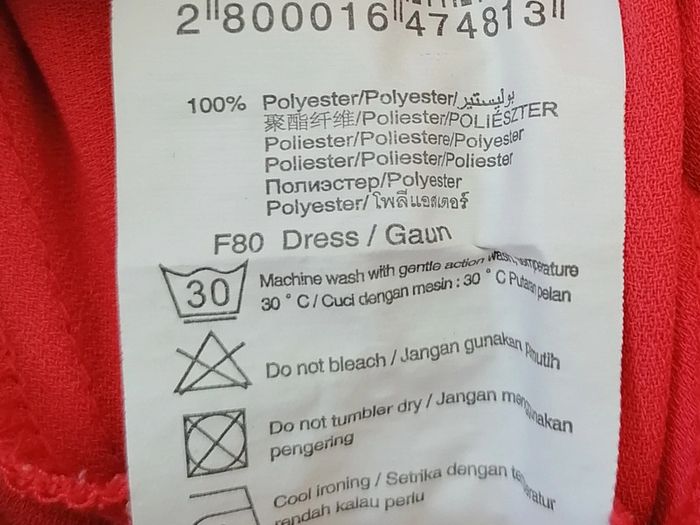 2 800016 474813
100% Polyester/Polyester/بوليستير
聚酯纤维/Poliester/POLIÉSZTER
Poliester/Poliestere/Polyester
Poliester/Poliester/Poliester
Полиэстер/Polyester
Polyester/โพลีแอสเตอร์
F80 Dress / Gaun
30 Machine wash with gentle action wash, temperature
30 ° C / Cuci dengan mesin : 30 ° C Putaran pelan
Do not bleach / Jangan gunakan pmutih
Do not tumbler dry / Jangan menggunakan
pengering
Cool ironing / Setrika dengan temperatur
rendah kalau perlu